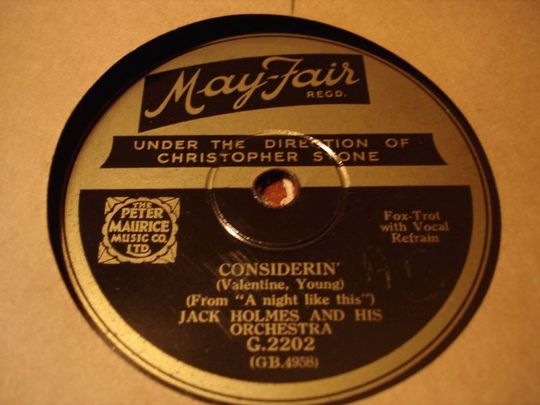 May-Fair
REGD.
UNDER THE DIRECTION OF
CHRISTOPHER STONE
THE
PETER
MAURICE
MUSIC CO.
LTD.
Fox-Trot
with Vocal
Refrain
CONSIDERIN'
(Valentine, Young)
(From "A night like this")
JACK HOLMES AND HIS
ORCHESTRA
G.2202
(GB.4958)